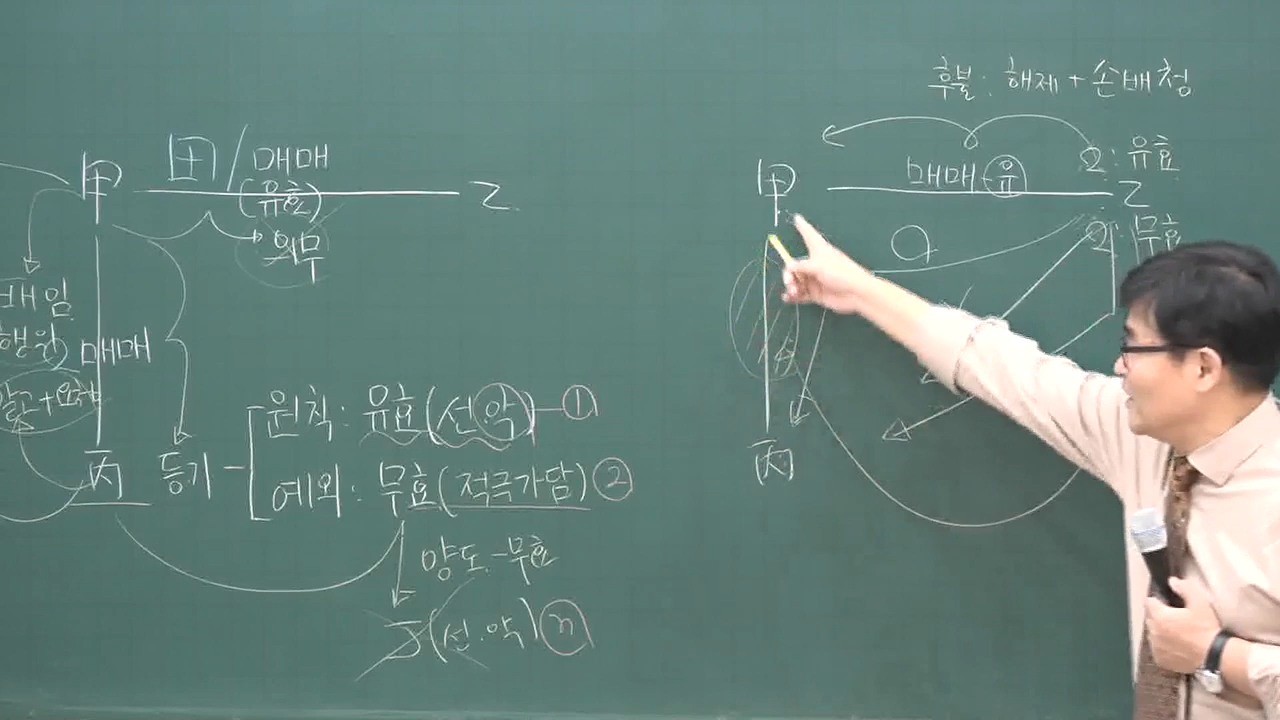 甲 田/매매 乙
(유효)
의무
배임
행위
매매
丙 등기
원칙: 유효(선악)-①
예외: 무효(적극가담)②
양도-무효
丁(선.악)ⓝ
후불: 해제+손배청
②: 유효
甲 매매-유 乙
②: 무효
(丙)